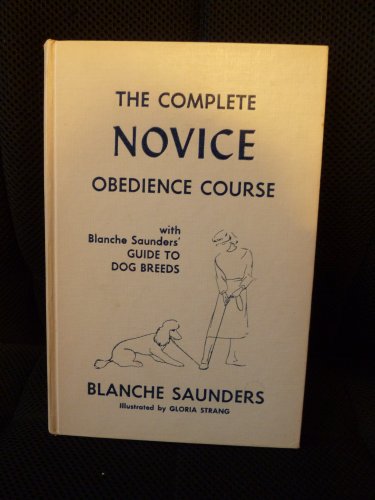 THE COMPLETE
NOVICE
OBEDIENCE COURSE
with
Blanche Saunders'
GUIDE TO
DOG BREEDS
BLANCHE SAUNDERS
Illustrated by GLORIA STRANG